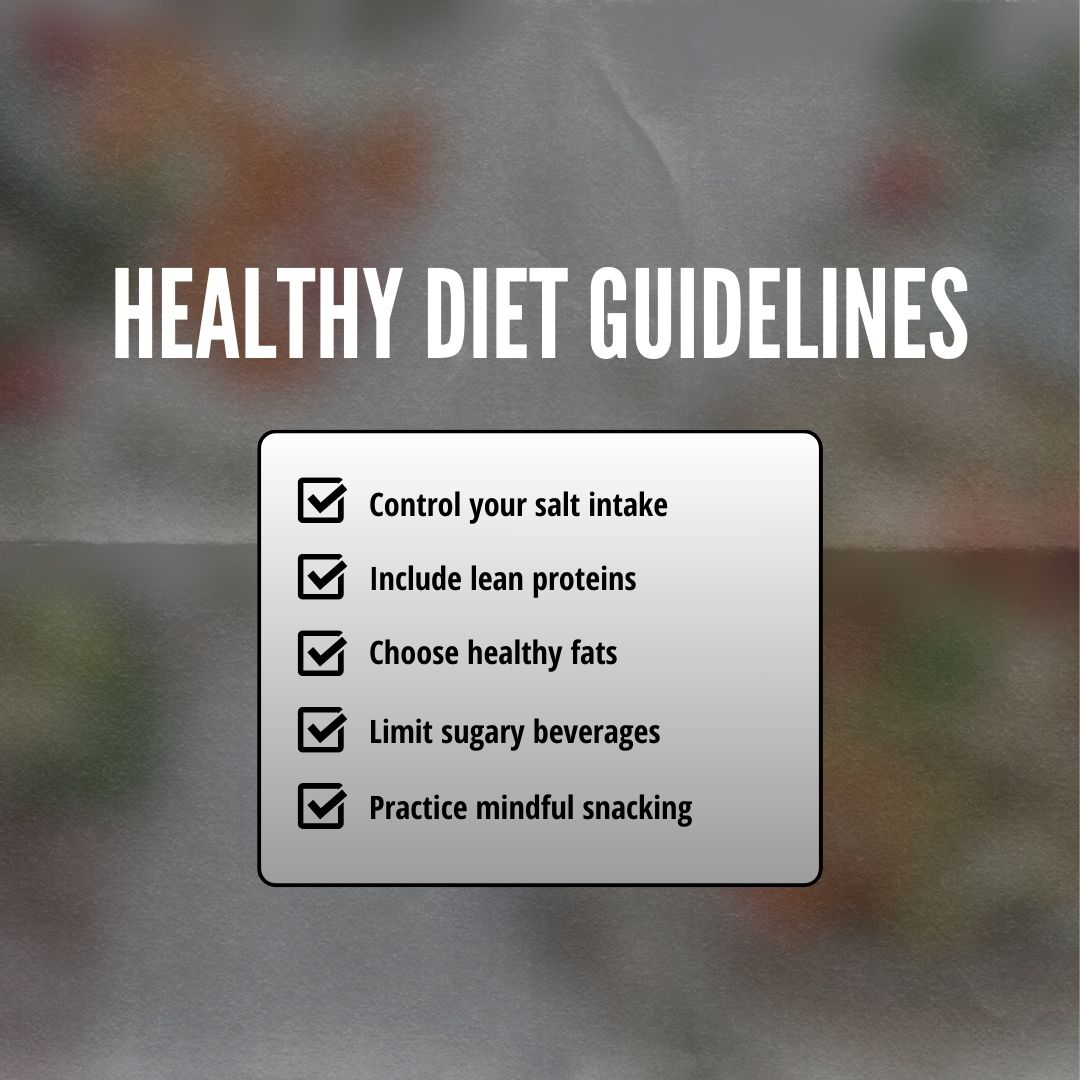 HEALTHY DIET GUIDELINES
Control your salt intake
Include lean proteins
Choose healthy fats
Limit sugary beverages
Practice mindful snacking